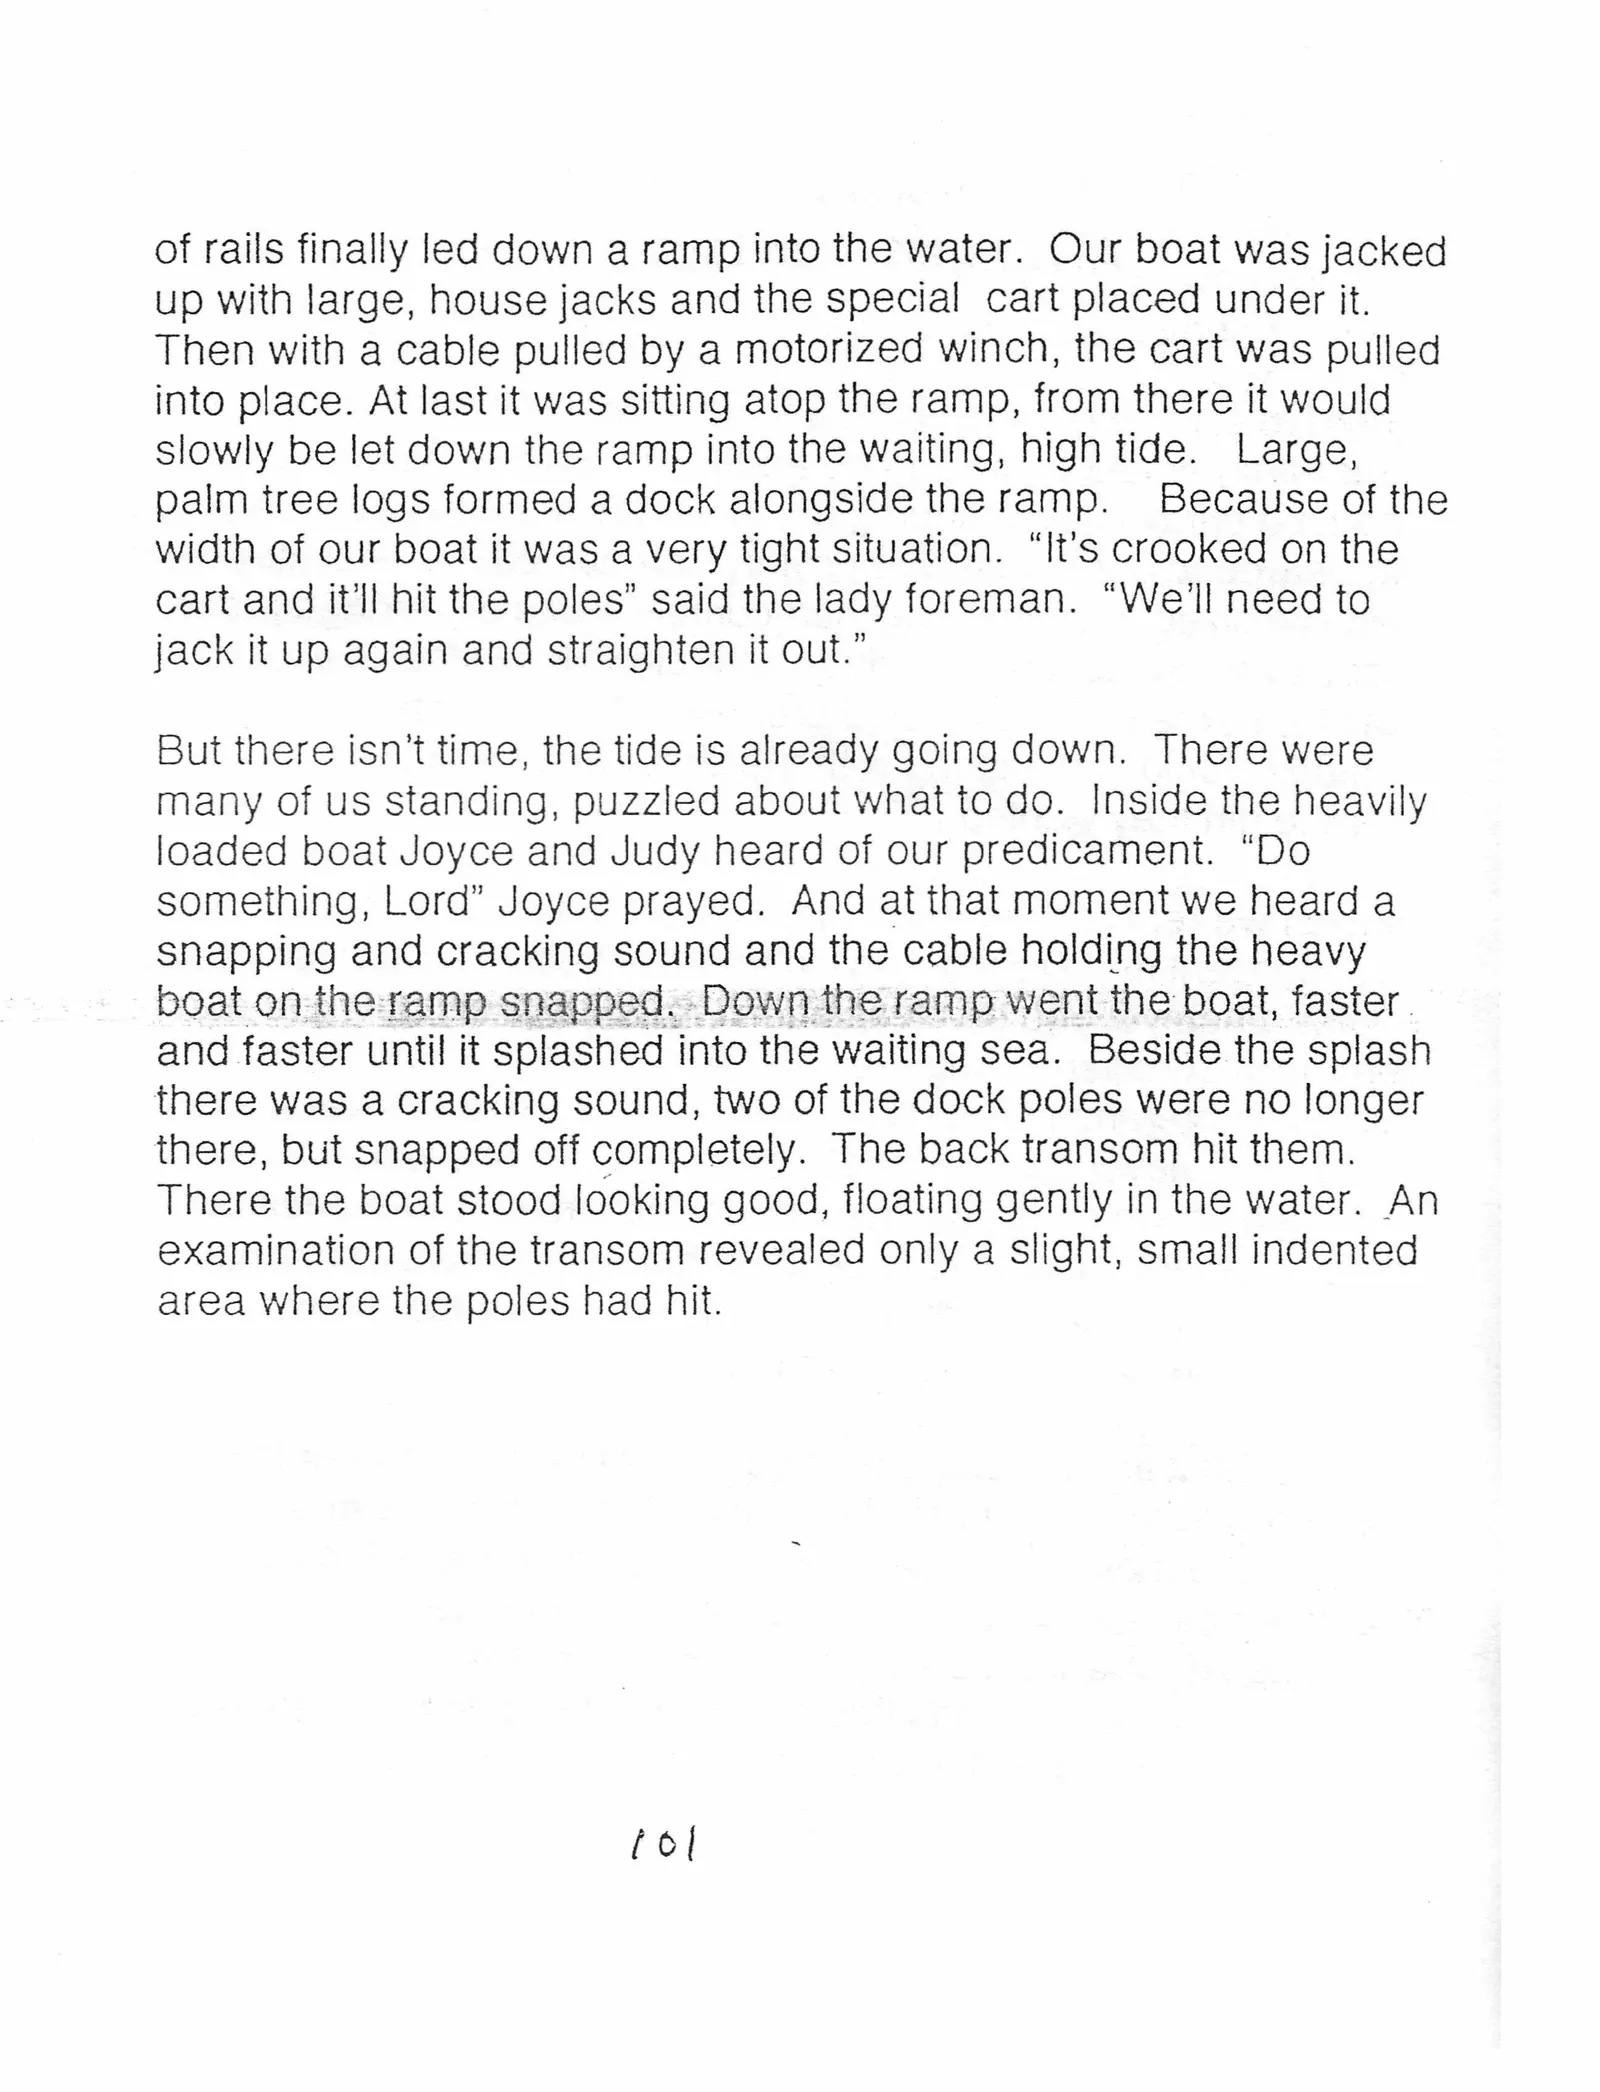 of rails finally led down a ramp into the water.  Our boat was jacked
up with large, house jacks and the special  cart placed under it.
Then with a cable pulled by a motorized winch, the cart was pulled
into place. At last it was sitting atop the ramp, from there it would
slowly be let down the ramp into the waiting, high tide.   Large,
palm tree logs formed a dock alongside the ramp.    Because of the
width of our boat it was a very tight situation.  “It’s crooked on the
cart and it’ll hit the poles” said the lady foreman.  “We’ll need to
jack it up again and straighten it out.”
But there isn’t time, the tide is already going down.  There were
many of us standing, puzzled about what to do.  Inside the heavily
loaded boat Joyce and Judy heard of our predicament.  “Do
something, Lord” Joyce prayed.  And at that moment we heard a
snapping and cracking sound and the cable holding the heavy
boat on the ramp snapped.  Down the ramp went the boat, faster
and faster until it splashed into the waiting sea.  Beside the splash
there was a cracking sound, two of the dock poles were no longer
there, but snapped off completely.  The back transom hit them.
There the boat stood looking good, floating gently in the water.  An
examination of the transom revealed only a slight, small indented
area where the poles had hit.
101